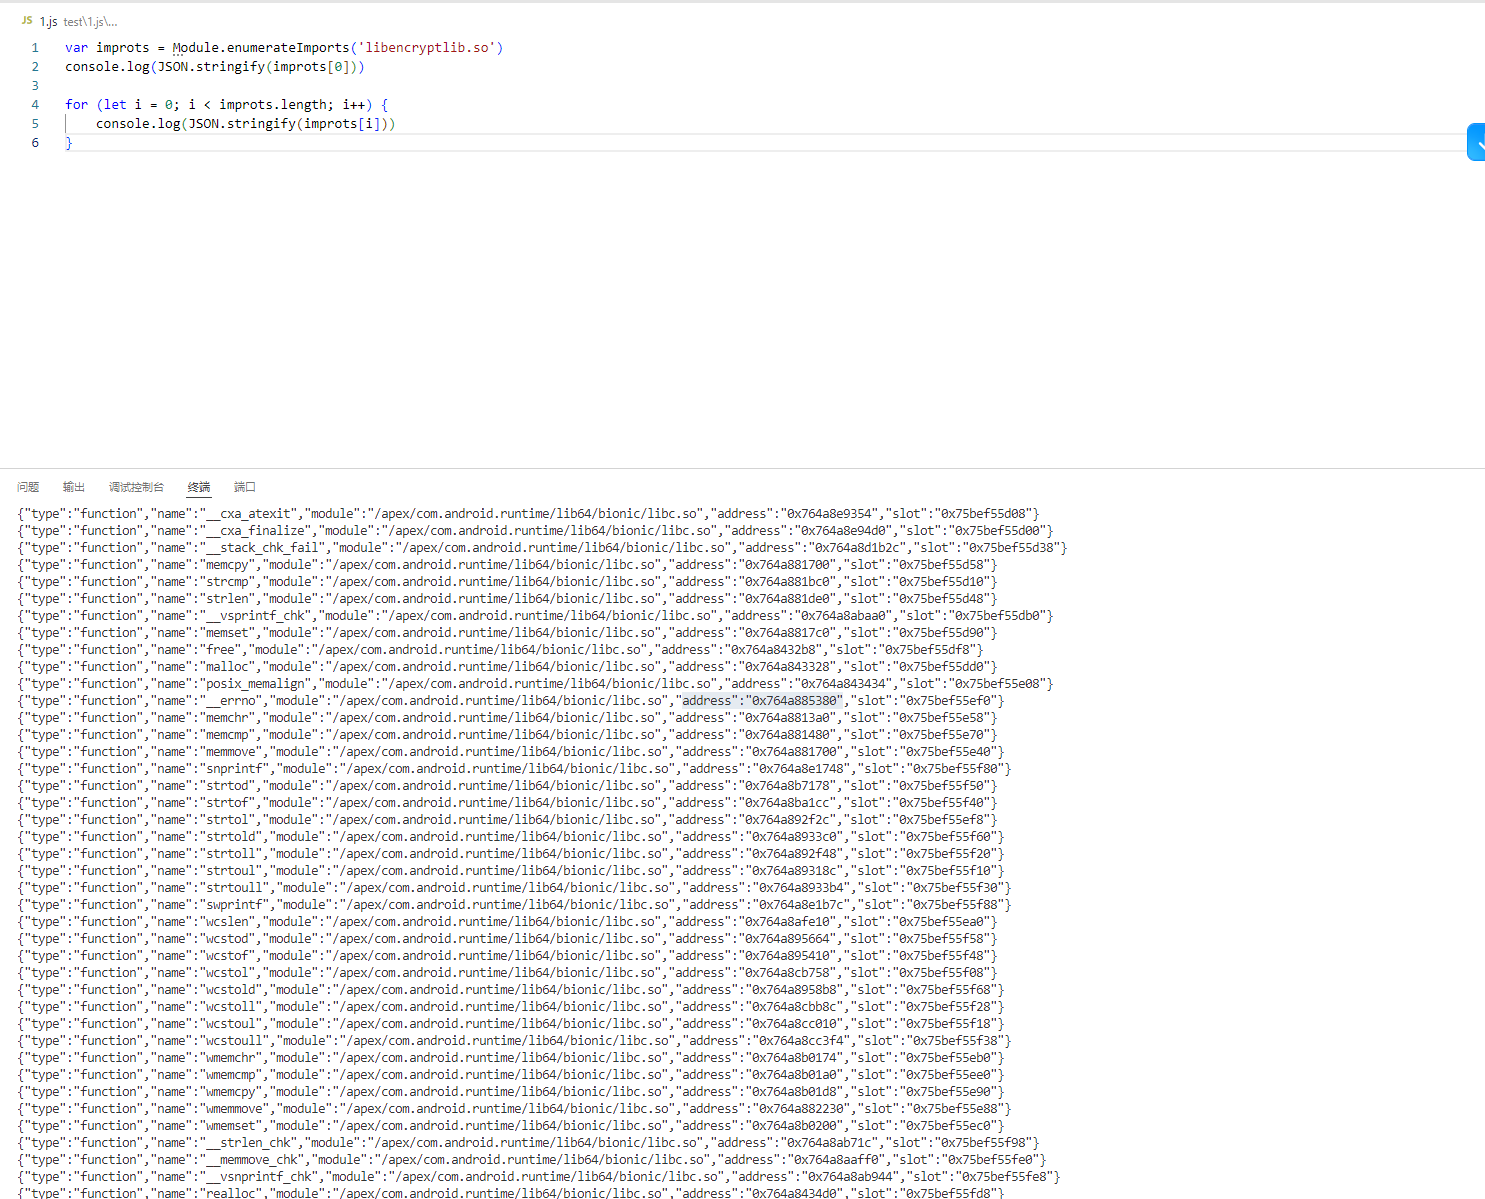 JS 1.js test\1.js\...
1 var improts = Module.enumerateImports('libencryptlib.so')
2 console.log(JSON.stringify(improts[0]))
3
4 for (let i = 0; i < improts.length; i++) {
5 console.log(JSON.stringify(improts[i]))
6 }
问题 输出 调试控制台 终端 端口
{"type":"function","name":"__cxa_atexit","module":"/apex/com.android.runtime/lib64/bionic/libc.so","address":"0x764a8e9354","slot":"0x75bef55d08"}
{"type":"function","name":"__cxa_finalize","module":"/apex/com.android.runtime/lib64/bionic/libc.so","address":"0x764a8e94d0","slot":"0x75bef55d00"}
{"type":"function","name":"__stack_chk_fail","module":"/apex/com.android.runtime/lib64/bionic/libc.so","address":"0x764a8d1b2c","slot":"0x75bef55d38"}
{"type":"function","name":"memcpy","module":"/apex/com.android.runtime/lib64/bionic/libc.so","address":"0x764a881700","slot":"0x75bef55d58"}
{"type":"function","name":"strcmp","module":"/apex/com.android.runtime/lib64/bionic/libc.so","address":"0x764a881bc0","slot":"0x75bef55d10"}
{"type":"function","name":"strlen","module":"/apex/com.android.runtime/lib64/bionic/libc.so","address":"0x764a881de0","slot":"0x75bef55d48"}
{"type":"function","name":"__vsprintf_chk","module":"/apex/com.android.runtime/lib64/bionic/libc.so","address":"0x764a8abaa0","slot":"0x75bef55db0"}
{"type":"function","name":"memset","module":"/apex/com.android.runtime/lib64/bionic/libc.so","address":"0x764a8817c0","slot":"0x75bef55d90"}
{"type":"function","name":"free","module":"/apex/com.android.runtime/lib64/bionic/libc.so","address":"0x764a8432b8","slot":"0x75bef55df8"}
{"type":"function","name":"malloc","module":"/apex/com.android.runtime/lib64/bionic/libc.so","address":"0x764a843328","slot":"0x75bef55dd0"}
{"type":"function","name":"posix_memalign","module":"/apex/com.android.runtime/lib64/bionic/libc.so","address":"0x764a843434","slot":"0x75bef55e08"}
{"type":"function","name":"__errno","module":"/apex/com.android.runtime/lib64/bionic/libc.so","address":"0x764a885380","slot":"0x75bef55ef0"}
{"type":"function","name":"memchr","module":"/apex/com.android.runtime/lib64/bionic/libc.so","address":"0x764a8813a0","slot":"0x75bef55e58"}
{"type":"function","name":"memcmp","module":"/apex/com.android.runtime/lib64/bionic/libc.so","address":"0x764a881480","slot":"0x75bef55e70"}
{"type":"function","name":"memmove","module":"/apex/com.android.runtime/lib64/bionic/libc.so","address":"0x764a881700","slot":"0x75bef55e40"}
{"type":"function","name":"snprintf","module":"/apex/com.android.runtime/lib64/bionic/libc.so","address":"0x764a8e1748","slot":"0x75bef55f80"}
{"type":"function","name":"strtod","module":"/apex/com.android.runtime/lib64/bionic/libc.so","address":"0x764a8b7178","slot":"0x75bef55f50"}
{"type":"function","name":"strtof","module":"/apex/com.android.runtime/lib64/bionic/libc.so","address":"0x764a8ba1cc","slot":"0x75bef55f40"}
{"type":"function","name":"strtol","module":"/apex/com.android.runtime/lib64/bionic/libc.so","address":"0x764a892f2c","slot":"0x75bef55ef8"}
{"type":"function","name":"strtold","module":"/apex/com.android.runtime/lib64/bionic/libc.so","address":"0x764a8933c0","slot":"0x75bef55f60"}
{"type":"function","name":"strtoll","module":"/apex/com.android.runtime/lib64/bionic/libc.so","address":"0x764a892f48","slot":"0x75bef55f20"}
{"type":"function","name":"strtoul","module":"/apex/com.android.runtime/lib64/bionic/libc.so","address":"0x764a89318c","slot":"0x75bef55f10"}
{"type":"function","name":"strtoull","module":"/apex/com.android.runtime/lib64/bionic/libc.so","address":"0x764a8933b4","slot":"0x75bef55f30"}
{"type":"function","name":"swprintf","module":"/apex/com.android.runtime/lib64/bionic/libc.so","address":"0x764a8e1b7c","slot":"0x75bef55f88"}
{"type":"function","name":"wcslen","module":"/apex/com.android.runtime/lib64/bionic/libc.so","address":"0x764a8afe10","slot":"0x75bef55ea0"}
{"type":"function","name":"wcstod","module":"/apex/com.android.runtime/lib64/bionic/libc.so","address":"0x764a895664","slot":"0x75bef55f58"}
{"type":"function","name":"wcstof","module":"/apex/com.android.runtime/lib64/bionic/libc.so","address":"0x764a895410","slot":"0x75bef55f48"}
{"type":"function","name":"wcstol","module":"/apex/com.android.runtime/lib64/bionic/libc.so","address":"0x764a8cb758","slot":"0x75bef55f08"}
{"type":"function","name":"wcstold","module":"/apex/com.android.runtime/lib64/bionic/libc.so","address":"0x764a8958b8","slot":"0x75bef55f68"}
{"type":"function","name":"wcstoll","module":"/apex/com.android.runtime/lib64/bionic/libc.so","address":"0x764a8cbb8c","slot":"0x75bef55f28"}
{"type":"function","name":"wcstoul","module":"/apex/com.android.runtime/lib64/bionic/libc.so","address":"0x764a8cc010","slot":"0x75bef55f18"}
{"type":"function","name":"wcstoull","module":"/apex/com.android.runtime/lib64/bionic/libc.so","address":"0x764a8cc3f4","slot":"0x75bef55f38"}
{"type":"function","name":"wmemchr","module":"/apex/com.android.runtime/lib64/bionic/libc.so","address":"0x764a8b0174","slot":"0x75bef55eb0"}
{"type":"function","name":"wmemcmp","module":"/apex/com.android.runtime/lib64/bionic/libc.so","address":"0x764a8b01a0","slot":"0x75bef55ee0"}
{"type":"function","name":"wmemcpy","module":"/apex/com.android.runtime/lib64/bionic/libc.so","address":"0x764a8b01d8","slot":"0x75bef55e90"}
{"type":"function","name":"wmemmove","module":"/apex/com.android.runtime/lib64/bionic/libc.so","address":"0x764a882230","slot":"0x75bef55e88"}
{"type":"function","name":"wmemset","module":"/apex/com.android.runtime/lib64/bionic/libc.so","address":"0x764a8b0200","slot":"0x75bef55ec0"}
{"type":"function","name":"__strlen_chk","module":"/apex/com.android.runtime/lib64/bionic/libc.so","address":"0x764a8ab71c","slot":"0x75bef55f98"}
{"type":"function","name":"__memmove_chk","module":"/apex/com.android.runtime/lib64/bionic/libc.so","address":"0x764a8aaff0","slot":"0x75bef55fe0"}
{"type":"function","name":"__vsnprintf_chk","module":"/apex/com.android.runtime/lib64/bionic/libc.so","address":"0x764a8ab944","slot":"0x75bef55fe8"}
{"type":"function","name":"realloc","module":"/apex/com.android.runtime/lib64/bionic/libc.so","address":"0x764a8434d0","slot":"0x75bef55fd8"}